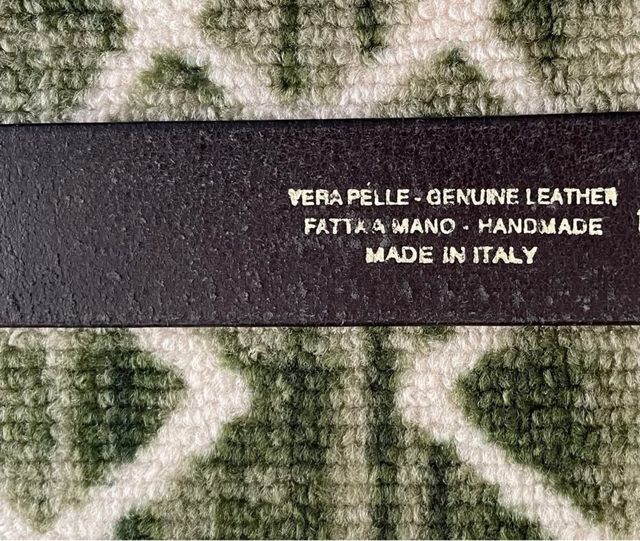 VERA PELLE - GENUINE LEATHER
FATTA A MANO - HANDMADE
MADE IN ITALY